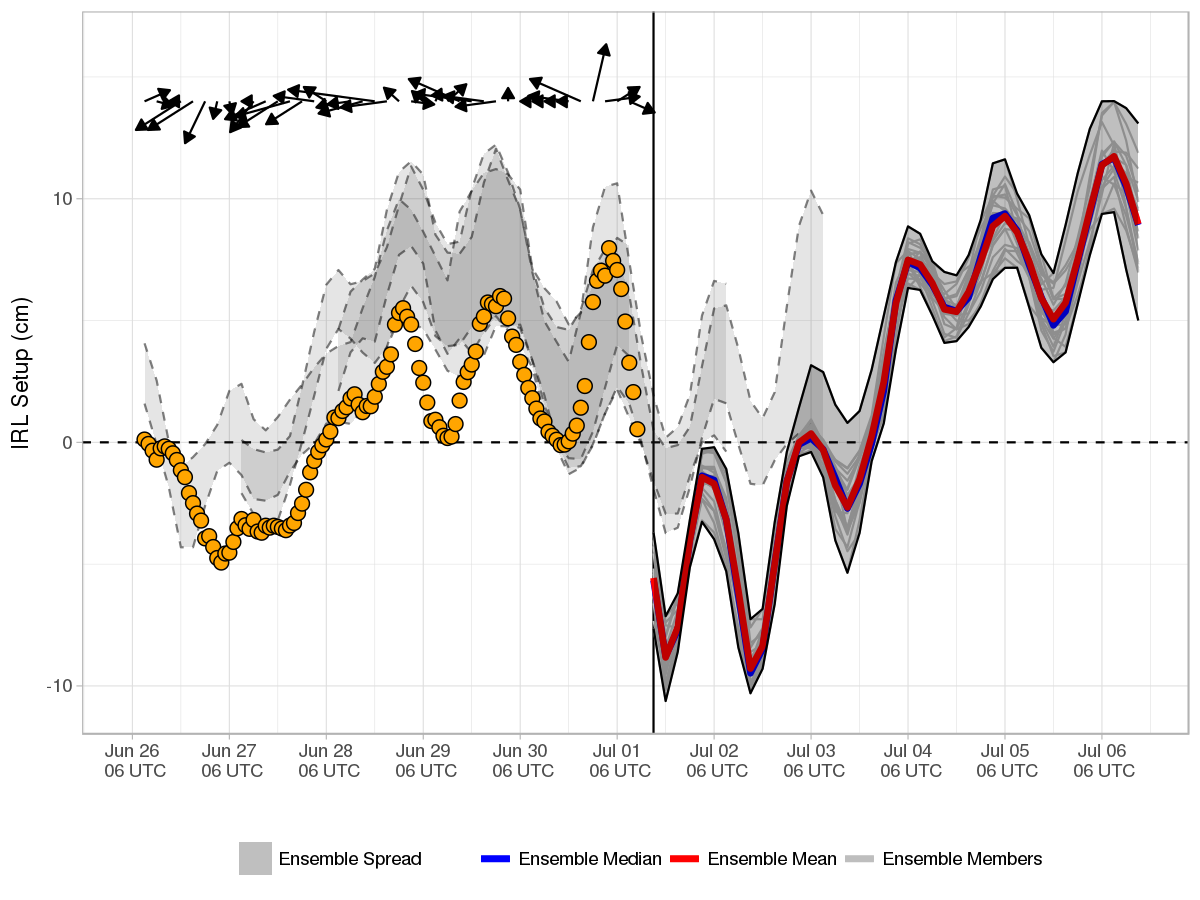 IRL Setup (cm)
10
0
-10
Jun 26 Jun 27 Jun 28 Jun 29 Jun 30 Jul 01 Jul 02 Jul 03 Jul 04 Jul 05 Jul 06
06 UTC 06 UTC 06 UTC 06 UTC 06 UTC 06 UTC 06 UTC 06 UTC 06 UTC 06 UTC 06 UTC
Ensemble Spread Ensemble Median Ensemble Mean Ensemble Members